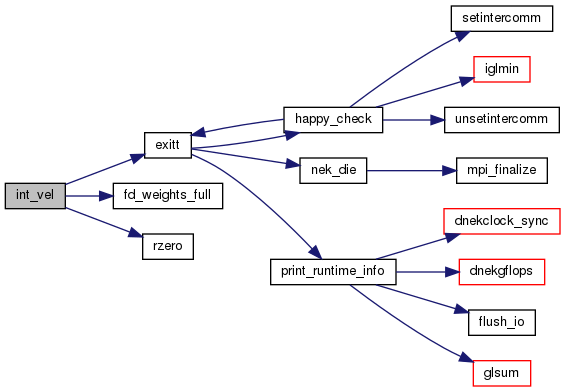 int_vel
exitt
fd_weights_full
rzero
happy_check
nek_die
print_runtime_info
setintercomm
iglmin
unsetintercomm
mpi_finalize
dnekclock_sync
dnekgflops
flush_io
glsum